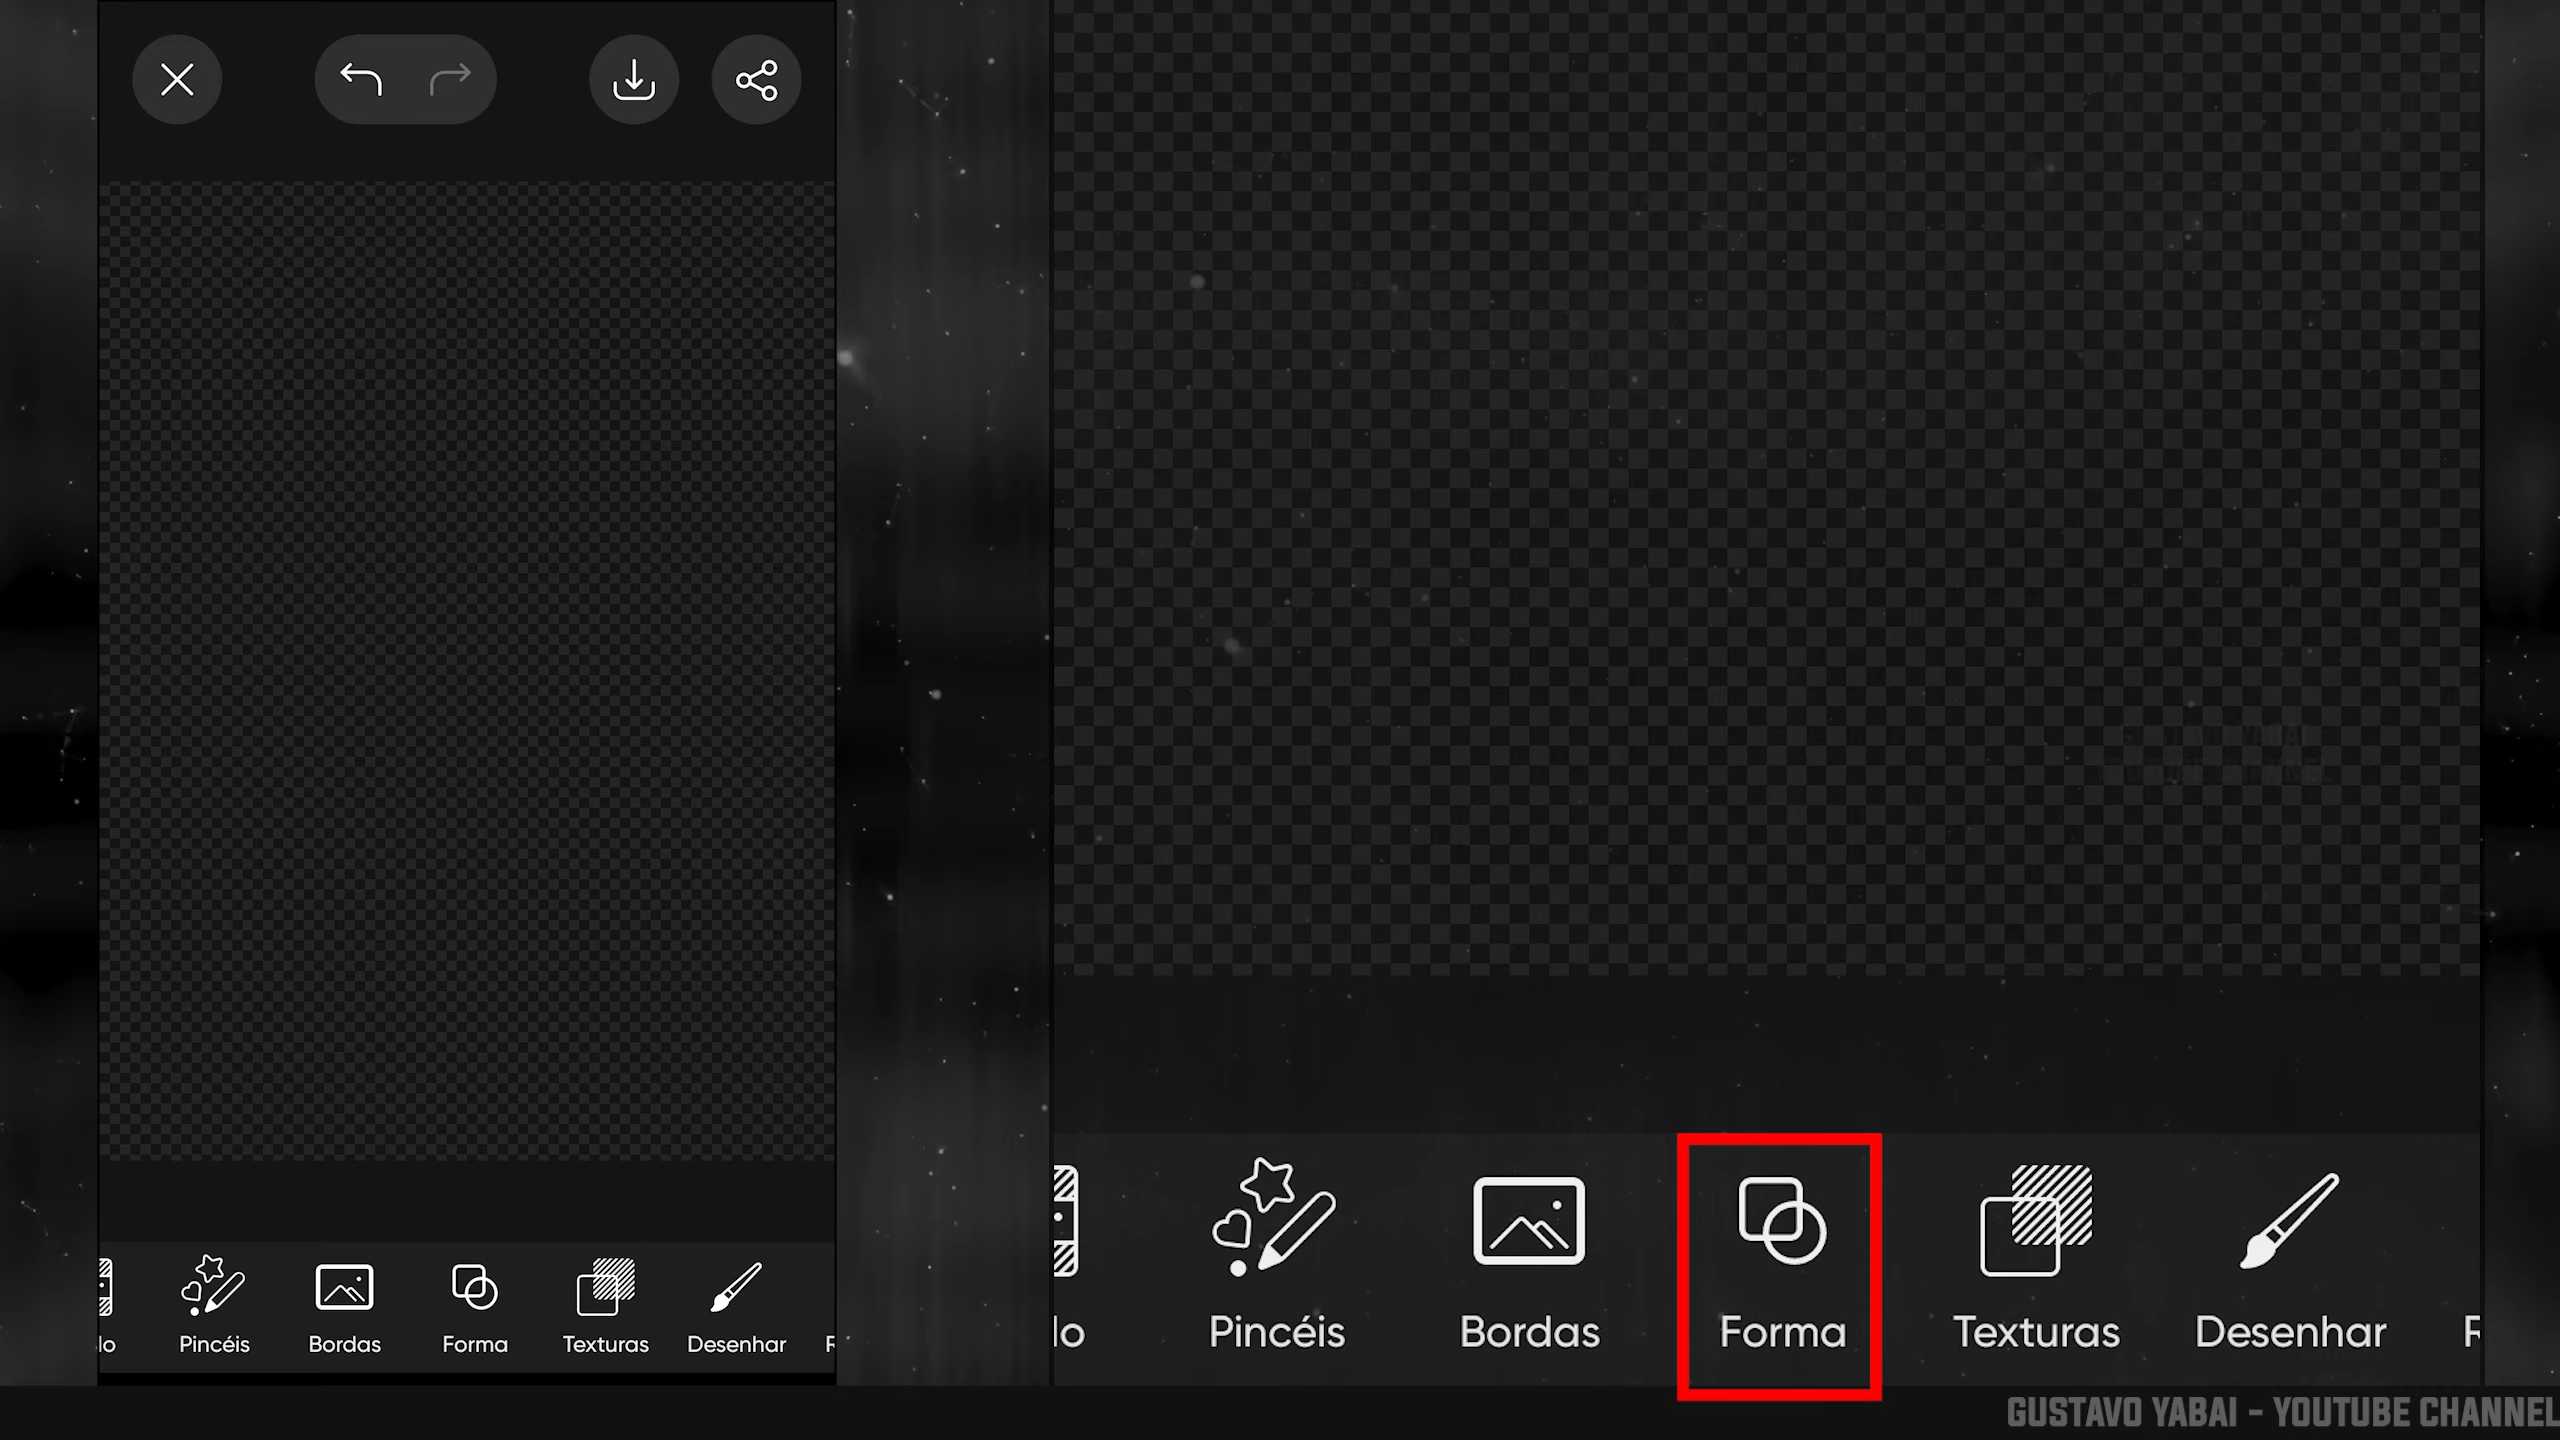 lo Pincéis Bordas Forma Texturas Desenhar
lo Pincéis Bordas Forma Texturas Desenhar R
GUSTAVO YABAI - YOUTUBE CHANNEL